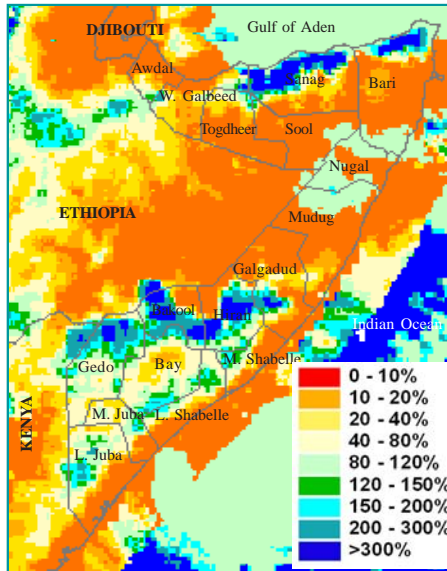 DJIBOUTI
Gulf of Aden
Awdal
Sanag
Bari
W. Galbeed
Togdheer
Sool
Nugal
ETHIOPIA
Mudug
Galgadud
Bakool
Hiran
Indian Ocean
Gedo
Bay
M. Shabelle
KENYA
M. Juba
L. Shabelle
L. Juba
0 - 10%
10 - 20%
20 - 40%
40 - 80%
80 - 120%
120 - 150%
150 - 200%
200 - 300%
>300%